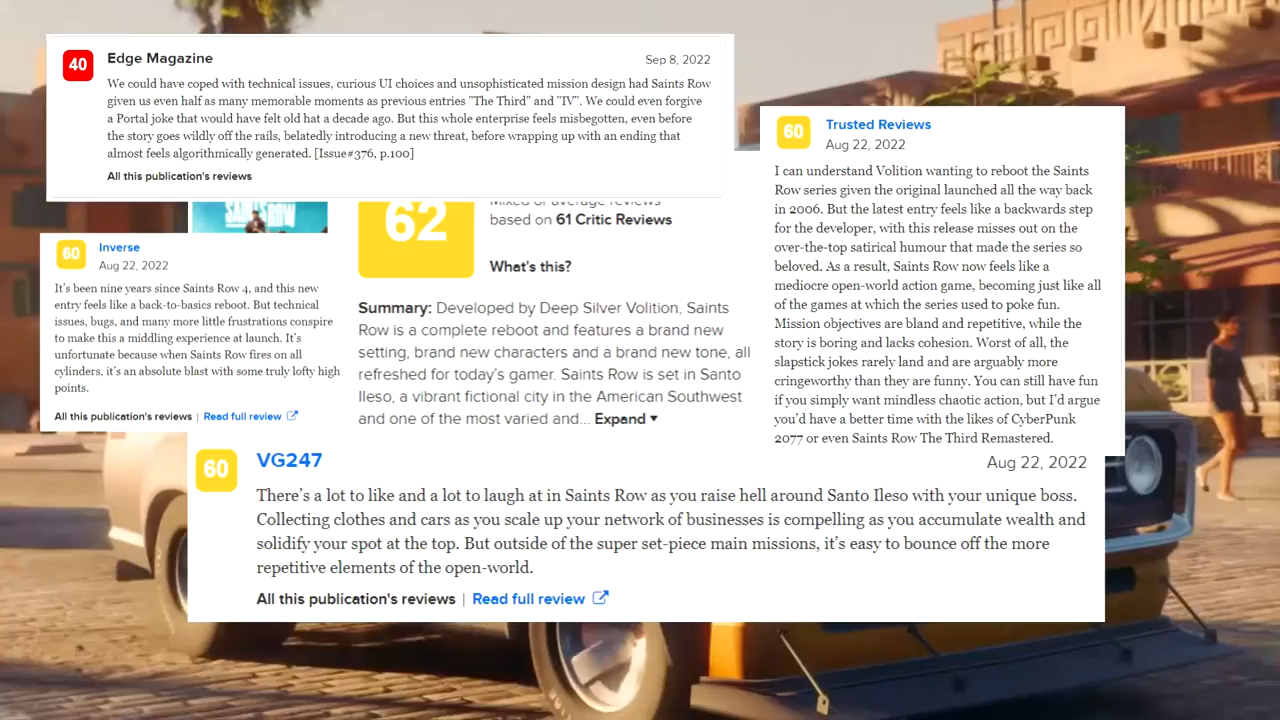 40
Edge Magazine
Sep 8, 2022
We could have coped with technical issues, curious UI choices and unsophisticated mission design had Saints Row
given us even half as many memorable moments as previous entries "The Third" and "IV". We could even forgive
a Portal joke that would have felt old hat a decade ago. But this whole enterprise feels misbegotten, even before
the story goes wildly off the rails, belatedly introducing a new threat, before wrapping up with an ending that
almost feels algorithmically generated. [Issue#376, p.100]
All this publication's reviews
SAINTS ROW
62
Mixed or average reviews
based on 61 Critic Reviews
What's this?
Summary: Developed by Deep Silver Volition, Saints
Row is a complete reboot and features a brand new
setting, brand new characters and a brand new tone, all
refreshed for today's gamer. Saints Row is set in Santo
Ileso, a vibrant fictional city in the American Southwest
and one of the most varied and... Expand
60
Inverse
Aug 22, 2022
It's been nine years since Saints Row 4, and this new
entry feels like a back-to-basics reboot. But technical
issues, bugs, and many more little frustrations conspire
to make this a middling experience at launch. It's
unfortunate because when Saints Row fires on all
cylinders, it's an absolute blast with some truly lofty high
points.
All this publication's reviews | Read full review
60
Trusted Reviews
Aug 22, 2022
I can understand Volition wanting to reboot the Saints
Row series given the original launched all the way back
in 2006. But the latest entry feels like a backwards step
for the developer, with this release misses out on the
over-the-top satirical humour that made the series so
beloved. As a result, Saints Row now feels like a
mediocre open-world action game, becoming just like all
of the games at which the series used to poke fun.
Mission objectives are bland and repetitive, while the
story is boring and lacks cohesion. Worst of all, the
slapstick jokes rarely land and are arguably more
cringeworthy than they are funny. You can still have fun
if you simply want mindless chaotic action, but I'd argue
you'd have a better time with the likes of CyberPunk
2077 or even Saints Row The Third Remastered.
60
VG247
Aug 22, 2022
There's a lot to like and a lot to laugh at in Saints Row as you raise hell around Santo Ileso with your unique boss.
Collecting clothes and cars as you scale up your network of businesses is compelling as you accumulate wealth and
solidify your spot at the top. But outside of the super set-piece main missions, it's easy to bounce off the more
repetitive elements of the open-world.
All this publication's reviews | Read full review